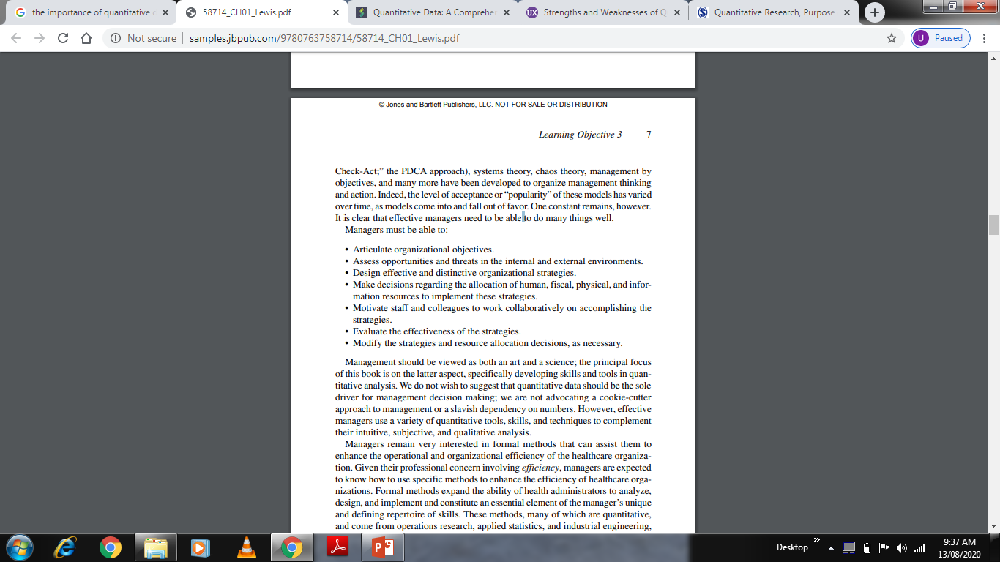 the importance of quantitative
58714_CH01_Lewis.pdf
Quantitative Data: A Comprehe
Strengths and Weaknesses of Q
Quantitative Research, Purpose
Not secure
samples.jbpub.com/9780763758714/58714_CH01_Lewis.pdf
U
Paused
© Jones and Bartlett Publishers, LLC. NOT FOR SALE OR DISTRIBUTION
Learning Objective 3 7
Check-Act;” the PDCA approach), systems theory, chaos theory, management by
objectives, and many more have been developed to organize management thinking
and action. Indeed, the level of acceptance or “popularity” of these models has varied
over time, as models come into and fall out of favor. One constant remains, however.
It is clear that effective managers need to be able to do many things well.
Managers must be able to:
• Articulate organizational objectives.
• Assess opportunities and threats in the internal and external environments.
• Design effective and distinctive organizational strategies.
• Make decisions regarding the allocation of human, fiscal, physical, and infor-
mation resources to implement these strategies.
• Motivate staff and colleagues to work collaboratively on accomplishing the
strategies.
• Evaluate the effectiveness of the strategies.
• Modify the strategies and resource allocation decisions, as necessary.
Management should be viewed as both an art and a science; the principal focus
of this book is on the latter aspect, specifically developing skills and tools in quan-
titative analysis. We do not wish to suggest that quantitative data should be the sole
driver for management decision making; we are not advocating a cookie-cutter
approach to management or a slavish dependency on numbers. However, effective
managers use a variety of quantitative tools, skills, and techniques to complement
their intuitive, subjective, and qualitative analysis.
Managers remain very interested in formal methods that can assist them to
enhance the operational and organizational efficiency of the healthcare organiza-
tion. Given their professional concern involving efficiency, managers are expected
to know how to use specific methods to enhance the efficiency of healthcare orga-
nizations. Formal methods expand the ability of health administrators to analyze,
design, and implement and constitute an essential element of the manager’s unique
and defining repertoire of skills. These methods, many of which are quantitative,
and come from operations research, applied statistics, and industrial engineering,
Desktop
9:37 AM
13/08/2020